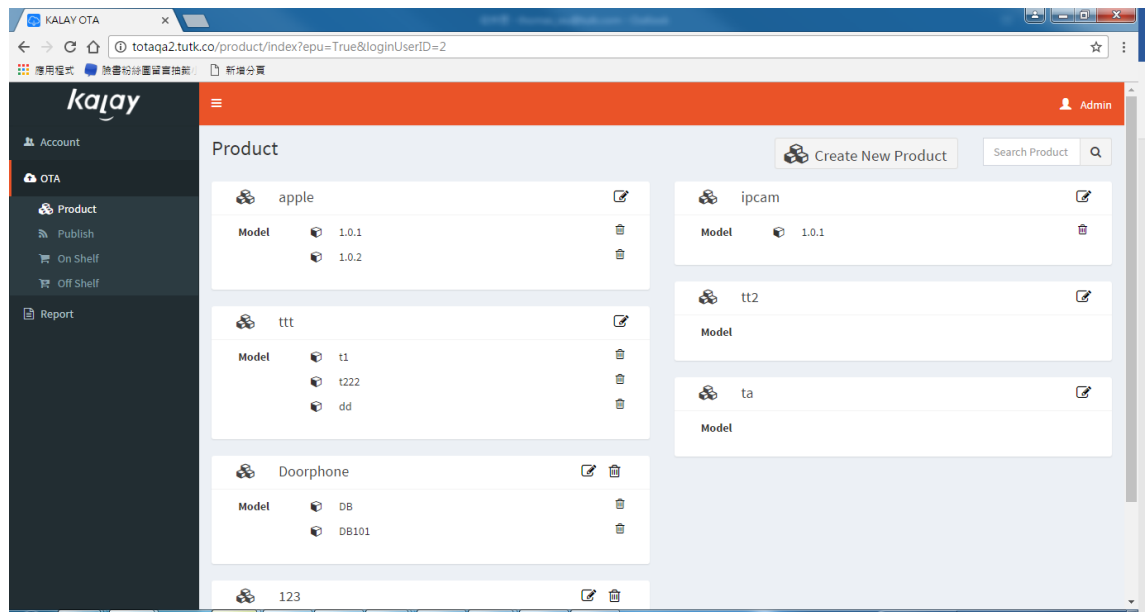 KALAY OTA
totaqa2.tutk.co/product/index?epu=True&loginUserID=2
應用程式
新增分頁
kalay
Admin
Account
OTA
Product
Publish
On Shelf
Off Shelf
Report
Product
Create New Product
Search Product
apple
Model
1.0.1
1.0.2
ttt
Model
t1
t222
dd
Doorphone
Model
DB
DB101
123
ipcam
Model
1.0.1
tt2
Model
ta
Model